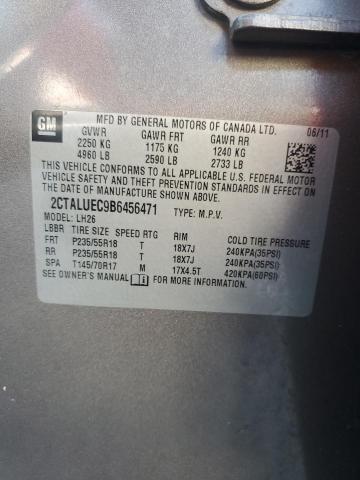 GM
MFD BY GENERAL MOTORS OF CANADA LTD. 06/11
GVWR GAWR FRT GAWR RR
2250 KG 1175 KG 1240 KG
4960 LB 2590 LB 2733 LB
THIS VEHICLE CONFORMS TO ALL APPLICABLE U.S. FEDERAL MOTOR
VEHICLE SAFETY AND THEFT PREVENTION STANDARDS IN EFFECT ON
THE DATE OF MANUFACTURE SHOWN ABOVE.
2CTALUEC9B6456471 TYPE: M.P.V.
MODEL: LH26
LBBR TIRE SIZE SPEED RTG RIM COLD TIRE PRESSURE
FRT P235/55R18 T 18X7J 240KPA(35PSI)
RR P235/55R18 T 18X7J 240KPA(35PSI)
SPA T145/70R17 M 17X4.5T 420KPA(60PSI)
SEE OWNER'S MANUAL FOR MORE INFORMATION.